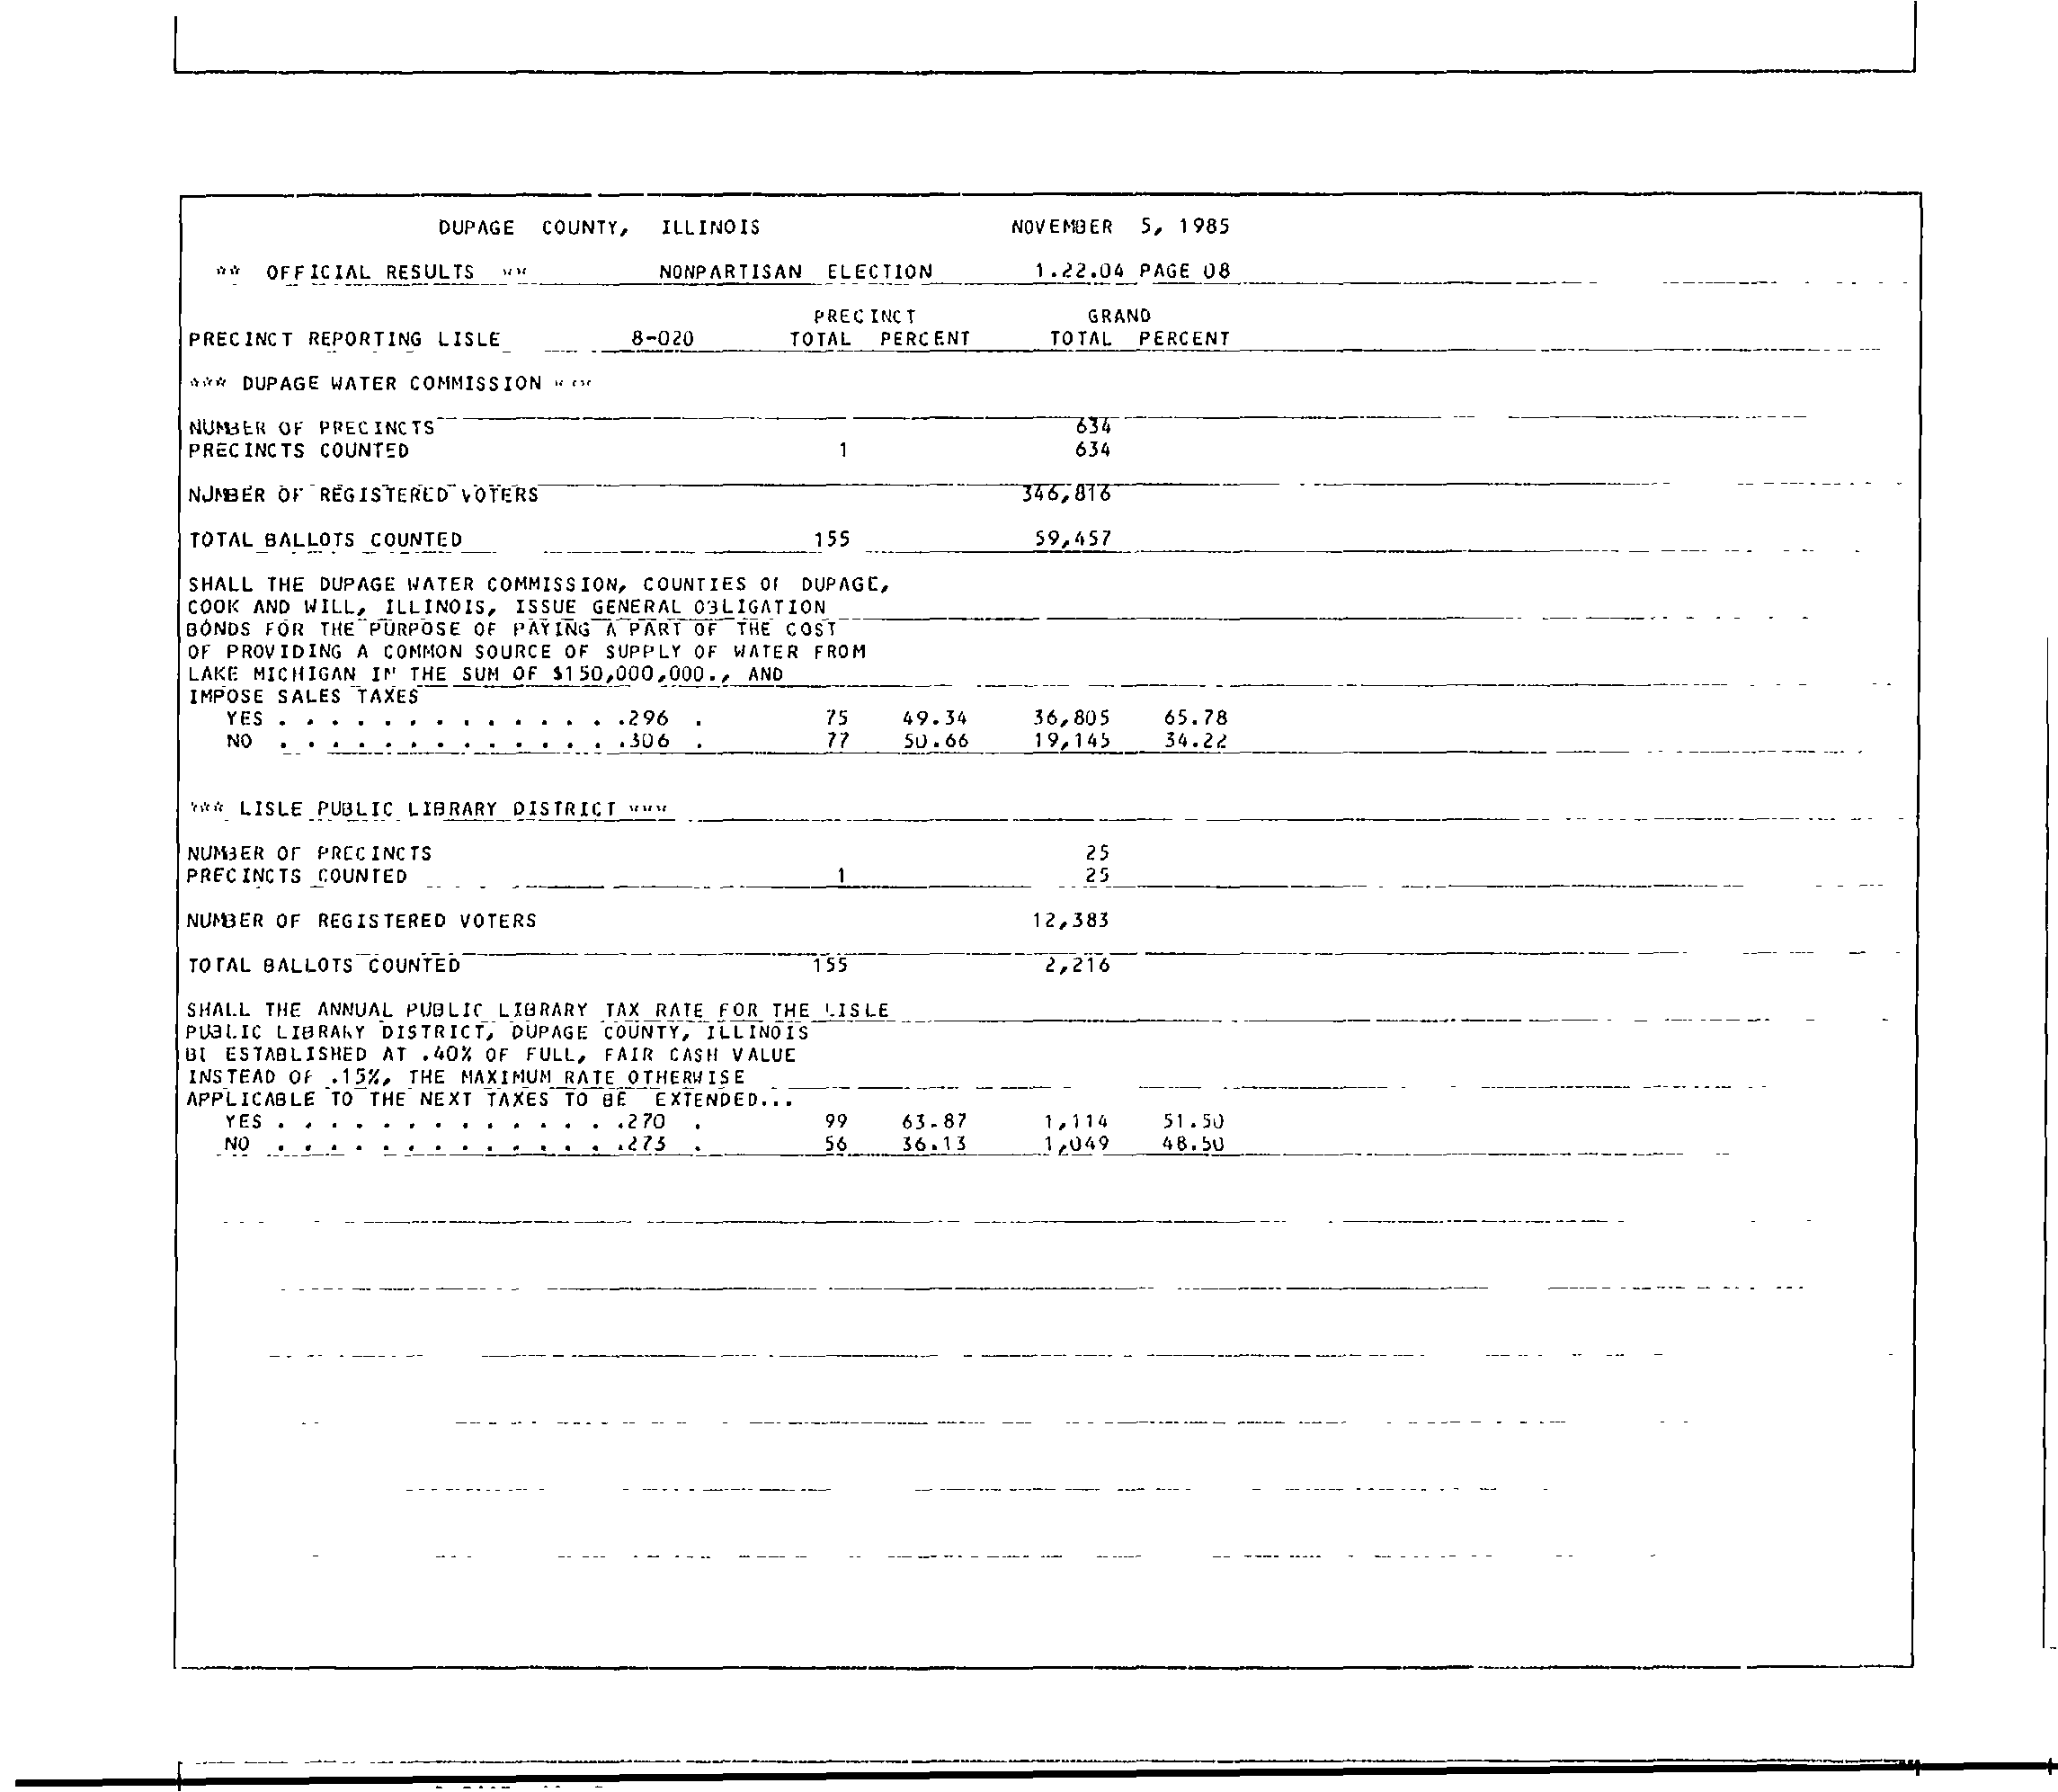 DUPAGE COUNTY, ILLINOIS NOVEMBER 5, 1985
** OFFICIAL RESULTS ** NONPARTISAN ELECTION 1.22.04 PAGE 08
PRECINCT GRAND
PRECINCT REPORTING LISLE 8-020 TOTAL PERCENT TOTAL PERCENT
*** DUPAGE WATER COMMISSION ***
NUMBER OF PRECINCTS 634
PRECINCTS COUNTED 1 634
NUMBER OF REGISTERED VOTERS 346,816
TOTAL BALLOTS COUNTED 155 59,457
SHALL THE DUPAGE WATER COMMISSION, COUNTIES OF DUPAGE,
COOK AND WILL, ILLINOIS, ISSUE GENERAL OBLIGATION
BONDS FOR THE PURPOSE OF PAYING A PART OF THE COST
OF PROVIDING A COMMON SOURCE OF SUPPLY OF WATER FROM
LAKE MICHIGAN IN THE SUM OF $150,000,000., AND
IMPOSE SALES TAXES
YES . . . . . . . . . . . . . .296 . 75 49.34 36,805 65.78
NO . . . . . . . . . . . . . .306 . 77 50.66 19,145 34.22
*** LISLE PUBLIC LIBRARY DISTRICT ***
NUMBER OF PRECINCTS 25
PRECINCTS COUNTED 1 25
NUMBER OF REGISTERED VOTERS 12,383
TOTAL BALLOTS COUNTED 155 2,216
SHALL THE ANNUAL PUBLIC LIBRARY TAX RATE FOR THE LISLE
PUBLIC LIBRARY DISTRICT, DUPAGE COUNTY, ILLINOIS
BE ESTABLISHED AT .40% OF FULL, FAIR CASH VALUE
INSTEAD OF .15%, THE MAXIMUM RATE OTHERWISE
APPLICABLE TO THE NEXT TAXES TO BE EXTENDED...
YES . . . . . . . . . . . . . .270 . 99 63.87 1,114 51.50
NO . . . . . . . . . . . . . .273 . 56 36.13 1,049 48.50